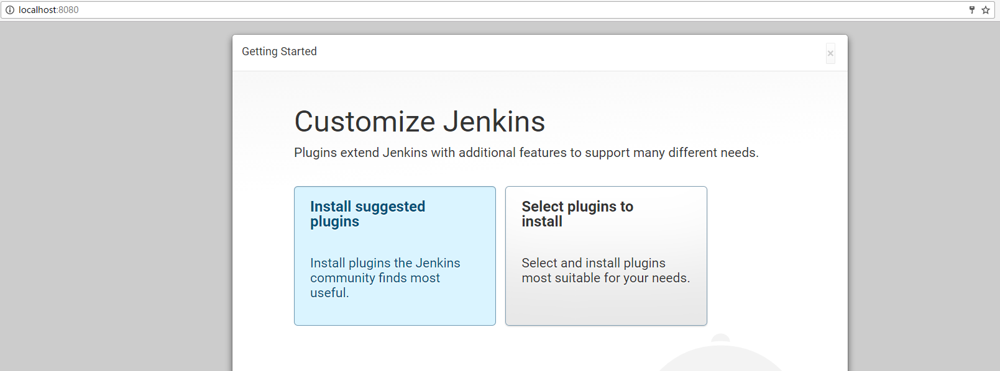 localhost:8080
Getting Started
×
Customize Jenkins
Plugins extend Jenkins with additional features to support many different needs.
Install suggested
plugins
Install plugins the Jenkins
community finds most
useful.
Select plugins to
install
Select and install plugins
most suitable for your needs.